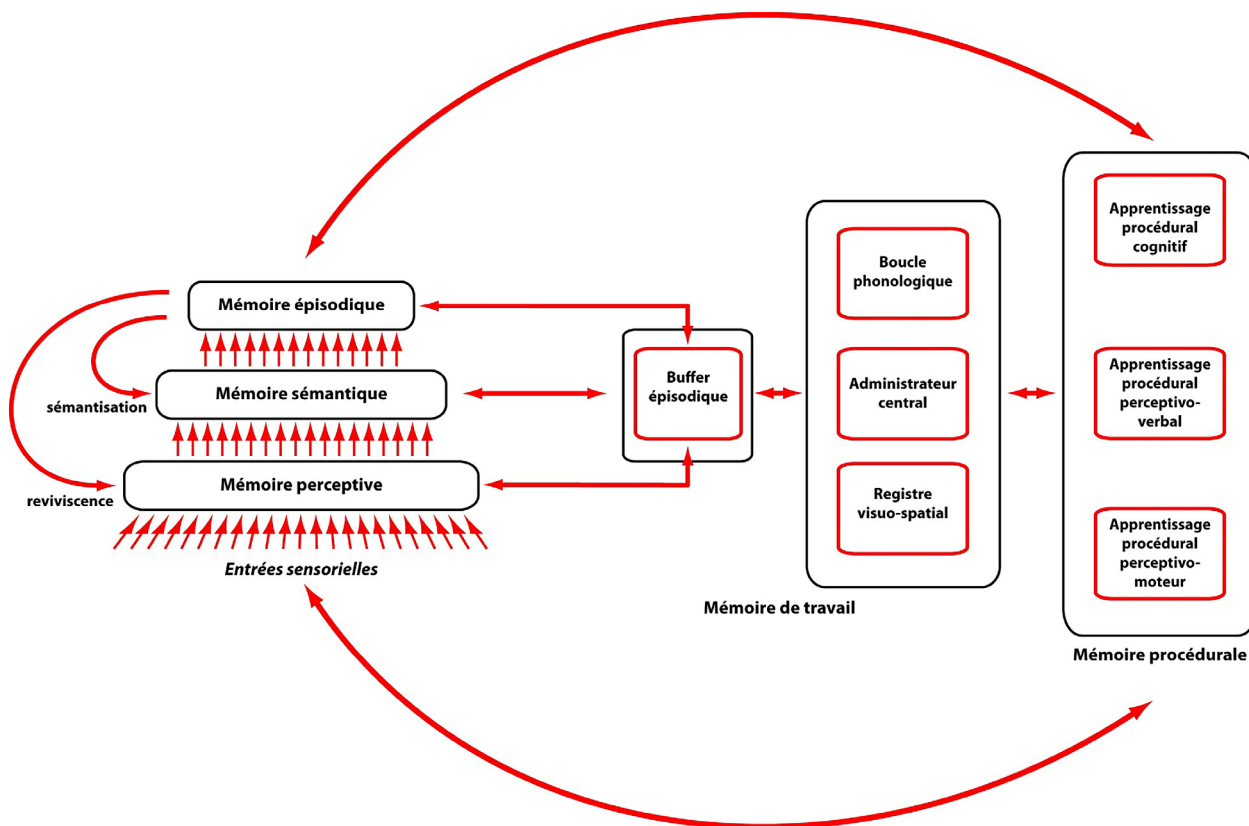 Mémoire épisodique
Mémoire sémantique
sémantisation
Mémoire perceptive
reviviscence
Entrées sensorielles
Buffer
épisodique
Boucle
phonologique
Administrateur
central
Registre
visuo-spatial
Mémoire de travail
Apprentissage
procédural
cognitif
Apprentissage
procédural
perceptivo-
verbal
Apprentissage
procédural
perceptivo-
moteur
Mémoire procédurale